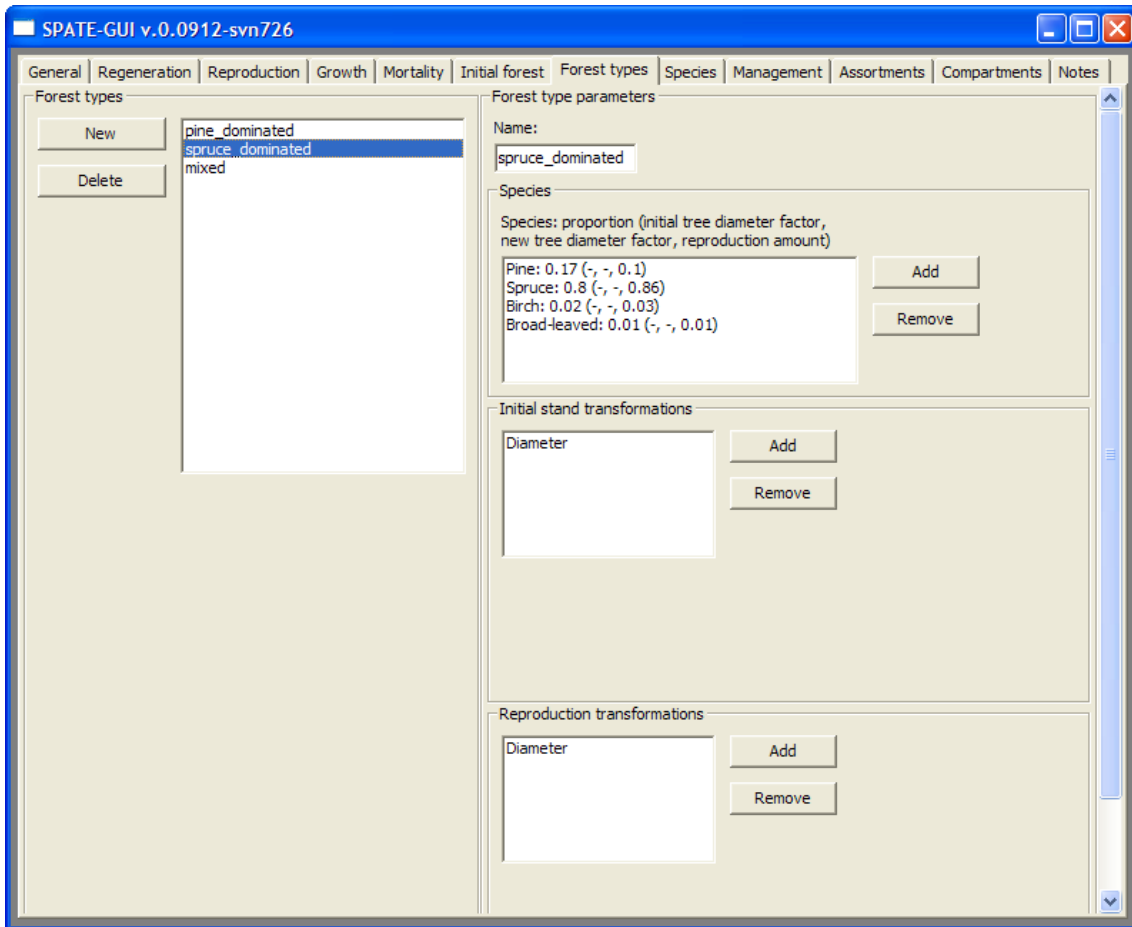 SPATE-GUI v.0.0912-svn726
General Regeneration Reproduction Growth Mortality Initial forest Forest types Species Management Assortments Compartments Notes
Forest types
New
Delete
pine_dominated
spruce_dominated
mixed
Forest type parameters
Name:
spruce_dominated
Species
Species: proportion (initial tree diameter factor,
new tree diameter factor, reproduction amount)
Pine: 0.17 (-, -, 0.1)
Spruce: 0.8 (-, -, 0.86)
Birch: 0.02 (-, -, 0.03)
Broad-leaved: 0.01 (-, -, 0.01)
Add
Remove
Initial stand transformations
Diameter
Add
Remove
Reproduction transformations
Diameter
Add
Remove